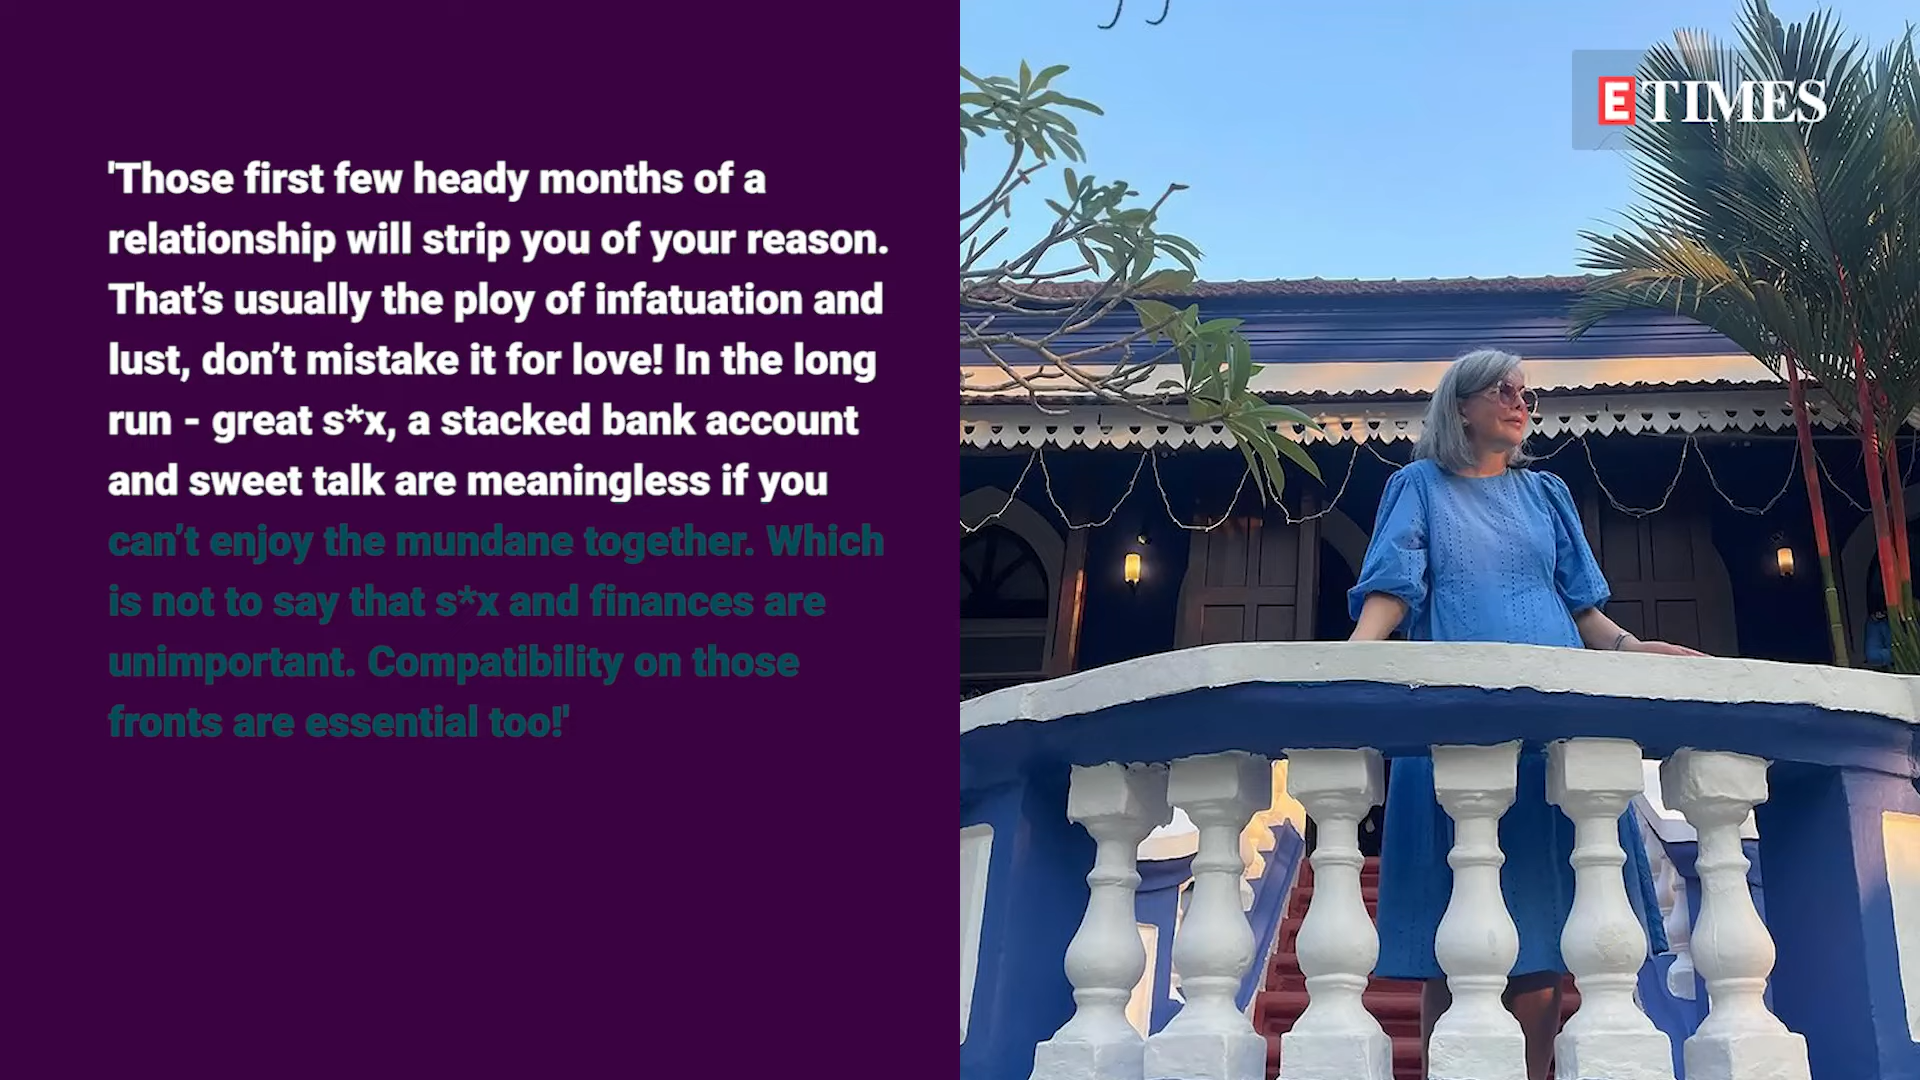 'Those first few heady months of a
relationship will strip you of your reason.
That’s usually the ploy of infatuation and
lust, don’t mistake it for love! In the long
run - great s*x, a stacked bank account
and sweet talk are meaningless if you
can’t enjoy the mundane together. Which
is not to say that s*x and finances are
unimportant. Compatibility on those
fronts are essential too!'
ETIMES